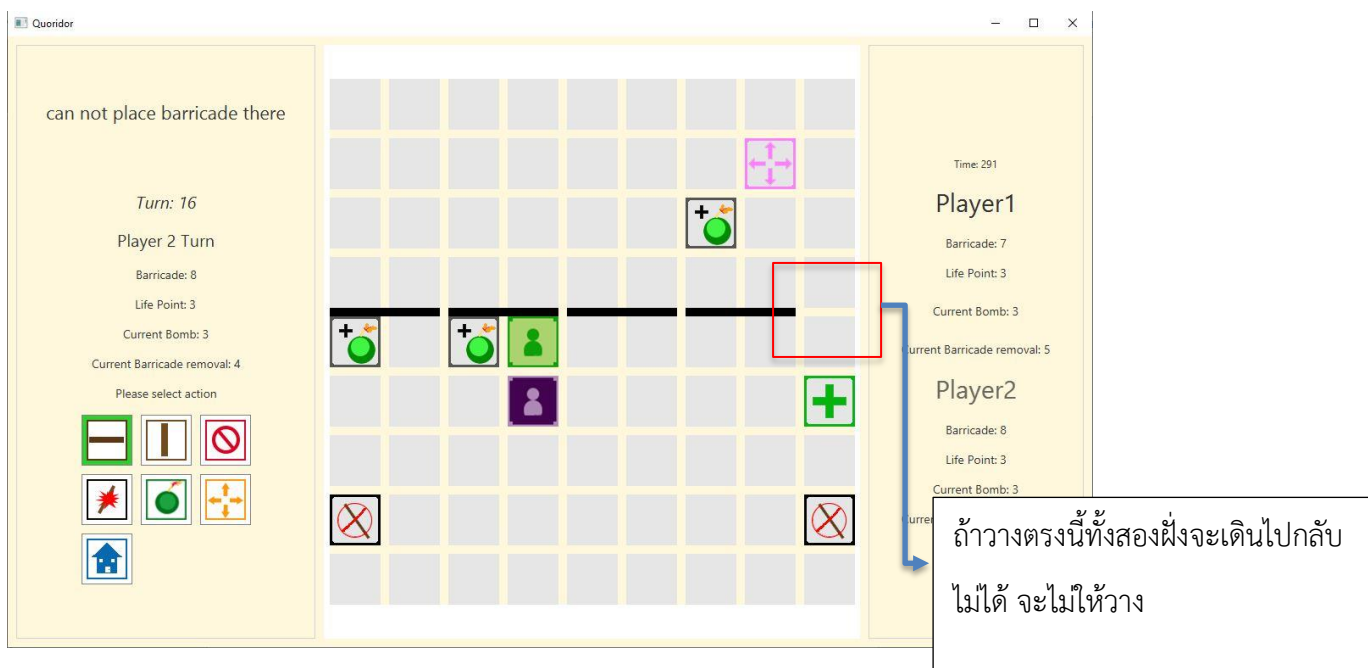 Quoridor
can not place barricade there
Turn: 16
Player 2 Turn
Barricade: 8
Life Point: 3
Current Bomb: 3
Current Barricade removal: 4
Please select action
Time: 291
Player1
Barricade: 7
Life Point: 3
Current Bomb: 3
Current Barricade removal: 5
Player2
Barricade: 8
Life Point: 3
Current Bomb: 3
ถ้าวางตรงนี้ทั้งสองฝั่งจะเดินไปกลับ
ไม่ได้ จะไม่ให้วาง